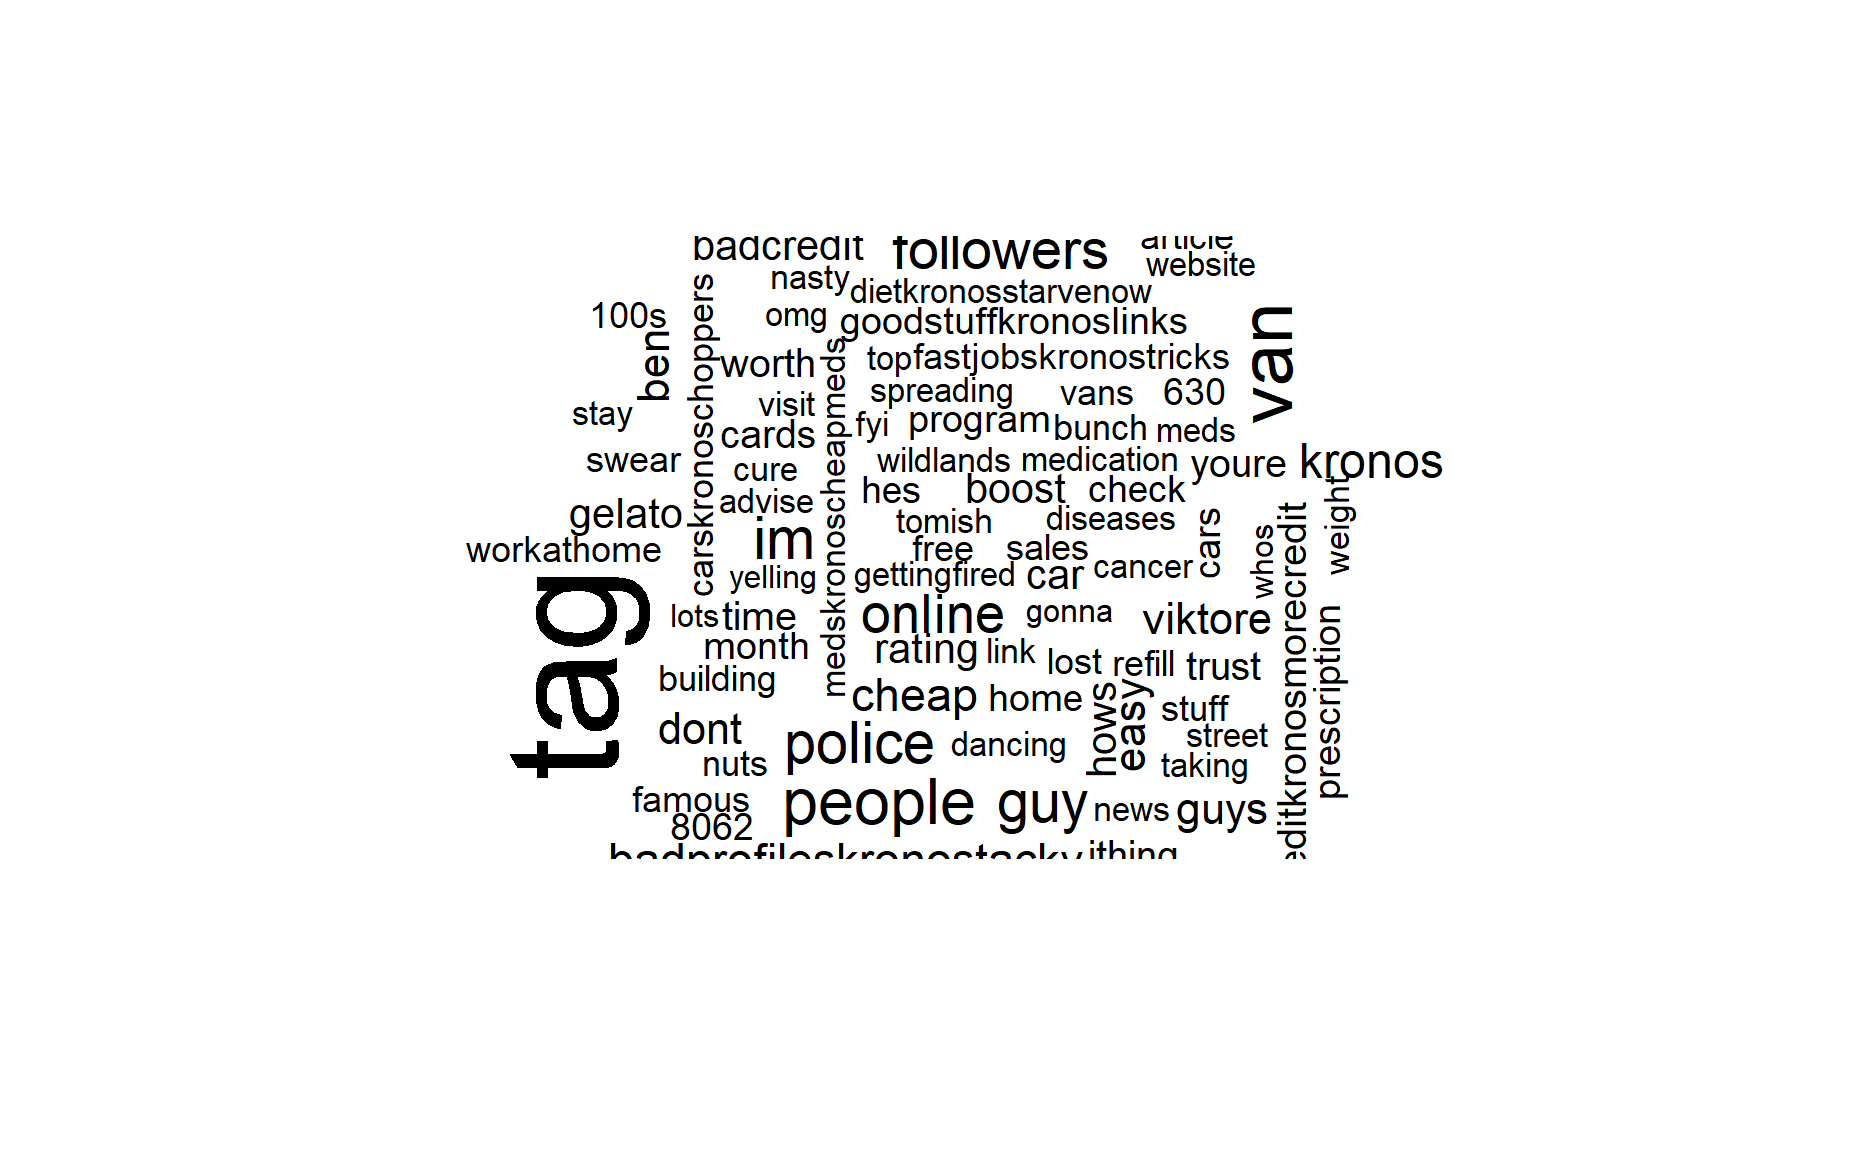 badcredit followers article
nasty website
dietkronosstarvenow
100s omg goodstuffkronoslinks
bens carskronoschoppers van
worth topfastjobskronostricks
medskronoscheapmeds
spreading vans 630
stay visit
cards fyi program bunch meds
swear cure wildlands medication youre kronos
advise hes boost check
gelato im tomish diseases cars weight
workathome free sales whos
yelling gettingfired car cancer
tag lots time online gonna viktore
month rating link lost refill trust
building cheap home prescription
hows easy stuff
dont police dancing street
nuts taking
famous people guy news guys
8062
badprofileskronostacky ithing
editkronosmorecredit